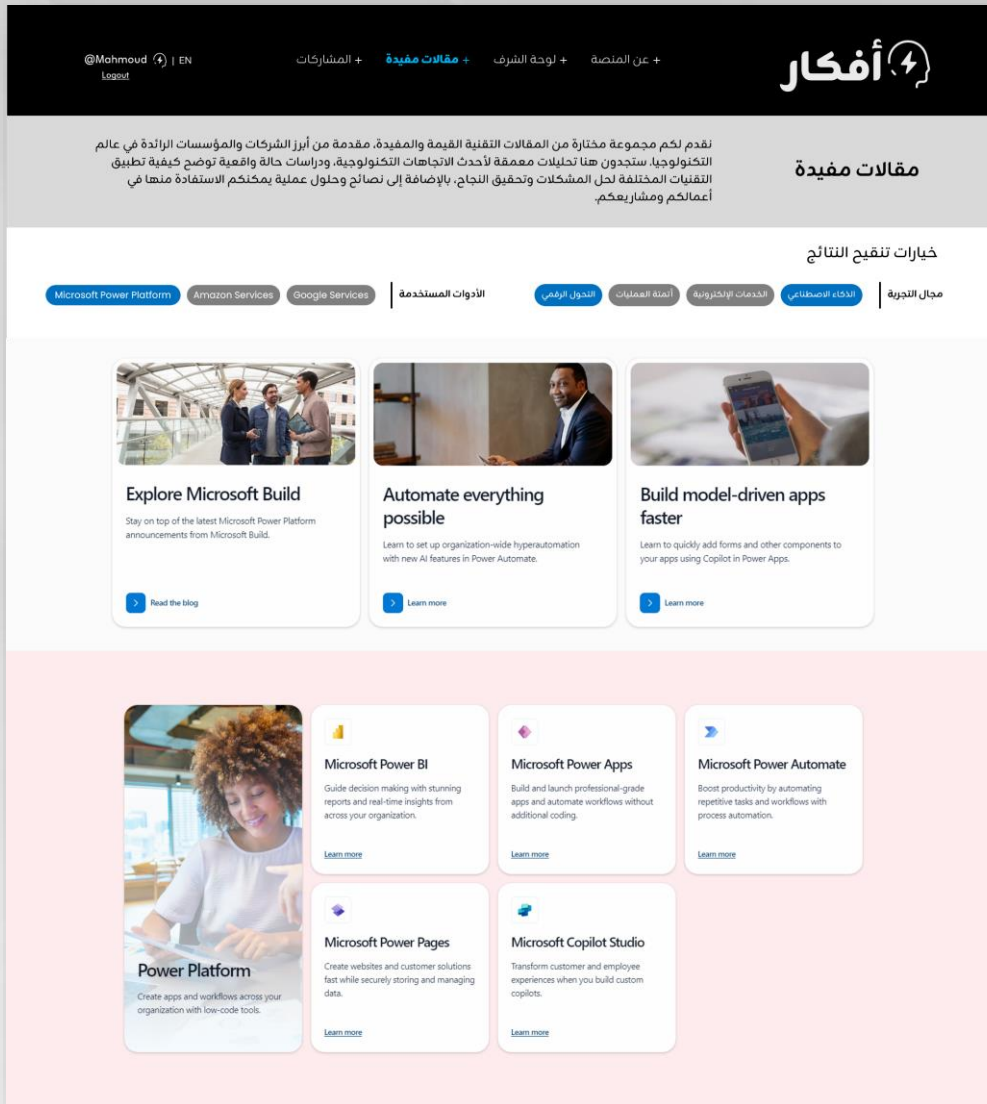 أفكار
+ عن المنصة
+ لوحة الشرف
+ مقالات مفيدة
+ المشاركات
@Mahmoud | EN
Logout
مقالات مفيدة
نقدم لكم مجموعة مختارة من المقالات التقنية القيمة والمفيدة، مقدمة من أبرز الشركات والمؤسسات الرائدة في عالم
التكنولوجيا. ستجدون هنا تحليلات معمقة لأحدث الاتجاهات التكنولوجية، ودراسات حالة واقعية توضح كيفية تطبيق
التقنيات المختلفة لحل المشكلات وتحقيق النجاح، بالإضافة إلى نصائح وحلول عملية يمكنكم الاستفادة منها في
أعمالكم ومشاريعكم.
خيارات تنقيح النتائج
مجال التجربة
الذكاء الاصطناعي
الخدمات الإلكترونية
أتمتة العمليات
التحول الرقمي
الأدوات المستخدمة
Google Services
Amazon Services
Microsoft Power Platform
Explore Microsoft Build
Stay on top of the latest Microsoft Power Platform
announcements from Microsoft Build.
Read the blog
Automate everything
possible
Learn to set up organization-wide hyperautomation
with new AI features in Power Automate.
Learn more
Build model-driven apps
faster
Learn to quickly add forms and other components to
your apps using Copilot in Power Apps.
Learn more
Power Platform
Create apps and workflows across your
organization with low-code tools.
Microsoft Power BI
Guide decision making with stunning
reports and real-time insights from
across your organization.
Learn more
Microsoft Power Apps
Build and launch professional-grade
apps and automate workflows without
additional coding.
Learn more
Microsoft Power Automate
Boost productivity by automating
repetitive tasks and workflows with
process automation.
Learn more
Microsoft Power Pages
Create websites and customer solutions
fast while securely storing and managing
data.
Learn more
Microsoft Copilot Studio
Transform customer and employee
experiences when you build custom
copilots.
Learn more